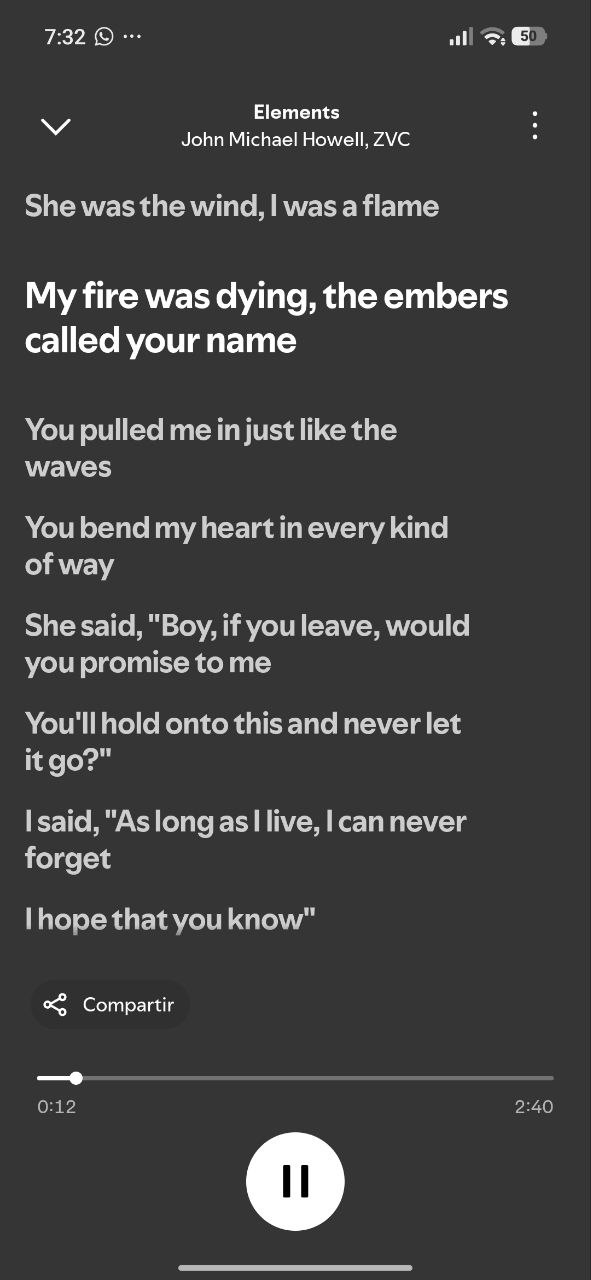 7:32
50
Elements
John Michael Howell, ZVC
She was the wind, I was a flame
My fire was dying, the embers
called your name
You pulled me in just like the
waves
You bend my heart in every kind
of way
She said, "Boy, if you leave, would
you promise to me
You'll hold onto this and never let
it go?"
I said, "As long as I live, I can never
forget
I hope that you know"
Compartir
0:12
2:40